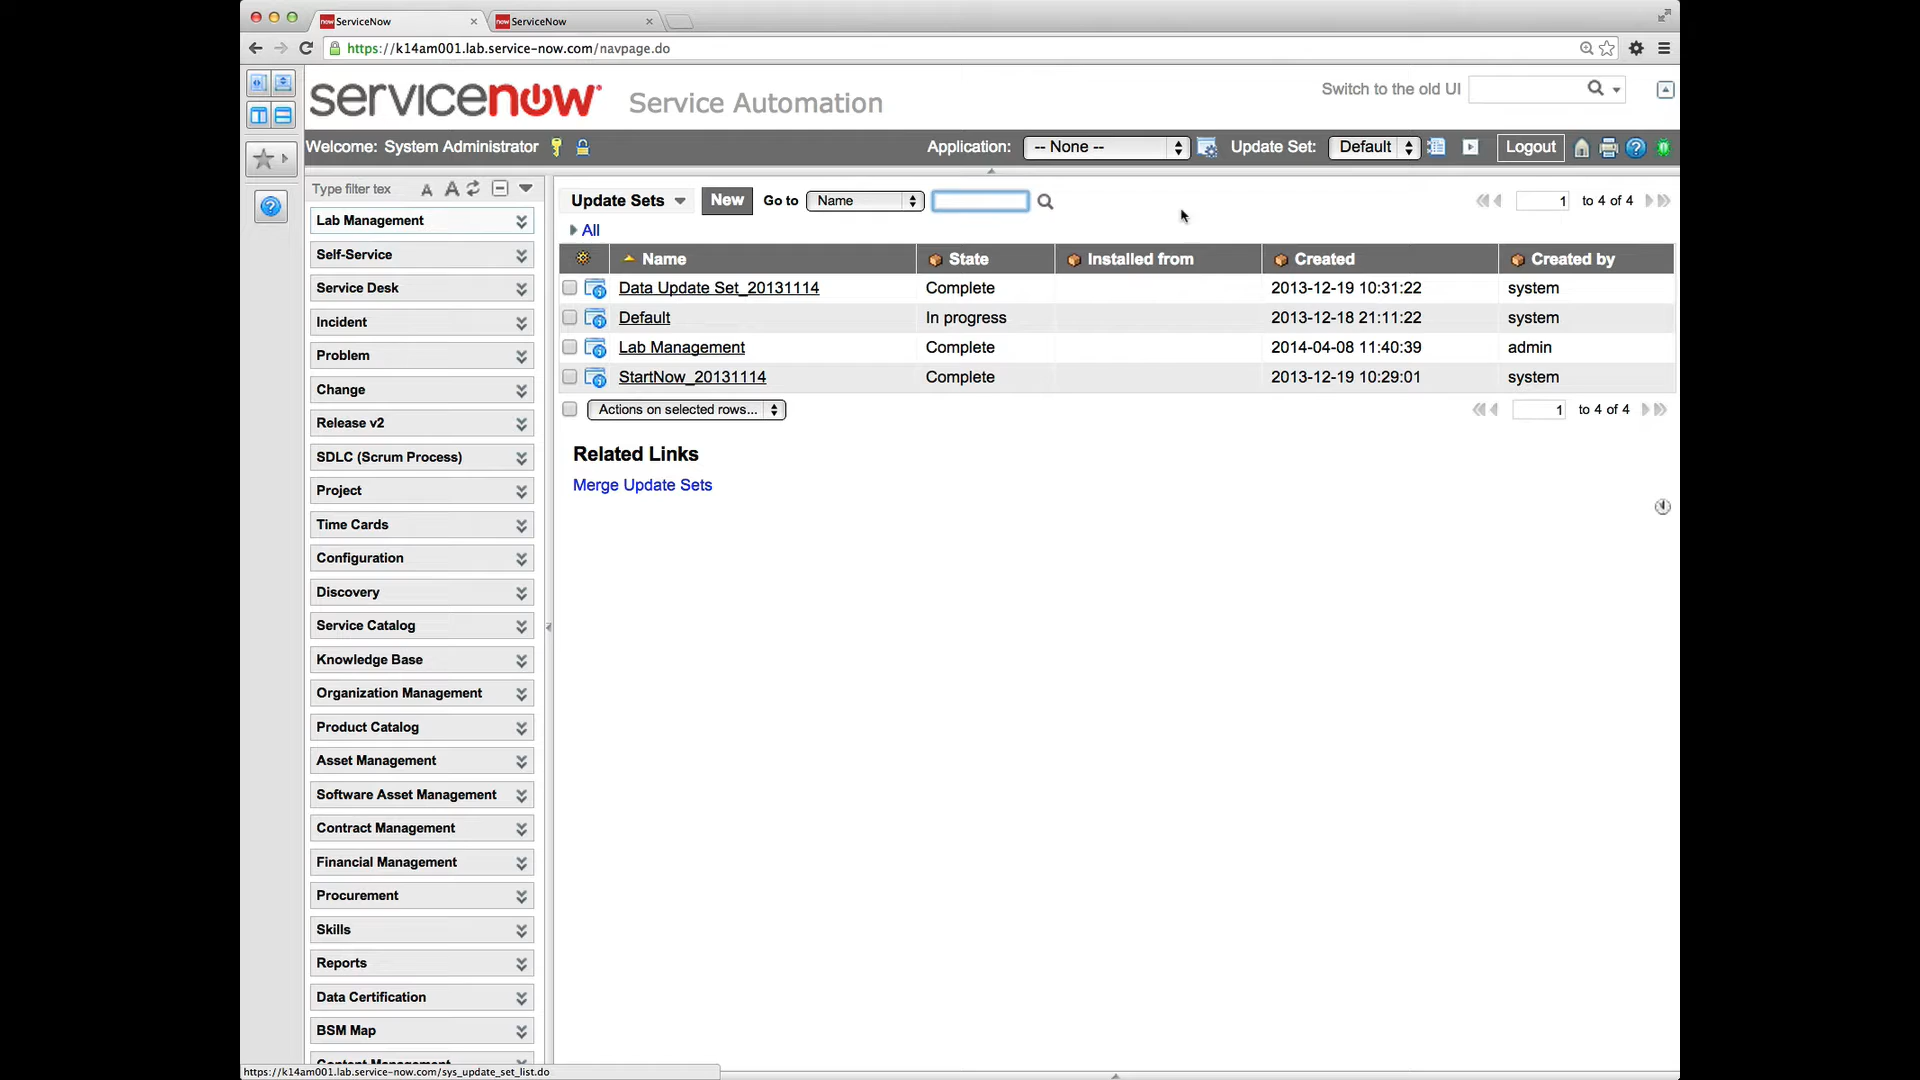 now ServiceNow
now ServiceNow
https://k14am001.lab.service-now.com/navpage.do
servicenow Service Automation
Switch to the old UI
Welcome: System Administrator
Application: -- None --
Update Set: Default
Logout
Type filter tex
A A
Update Sets New Go to Name
1 to 4 of 4
All
Name State Installed from Created Created by
Data Update Set_20131114 Complete 2013-12-19 10:31:22 system
Default In progress 2013-12-18 21:11:22 system
Lab Management Complete 2014-04-08 11:40:39 admin
StartNow_20131114 Complete 2013-12-19 10:29:01 system
Actions on selected rows...
1 to 4 of 4
Related Links
Merge Update Sets
Lab Management
Self-Service
Service Desk
Incident
Problem
Change
Release v2
SDLC (Scrum Process)
Project
Time Cards
Configuration
Discovery
Service Catalog
Knowledge Base
Organization Management
Product Catalog
Asset Management
Software Asset Management
Contract Management
Financial Management
Procurement
Skills
Reports
Data Certification
BSM Map
Content Management
https://k14am001.lab.service-now.com/sys_update_set_list.do